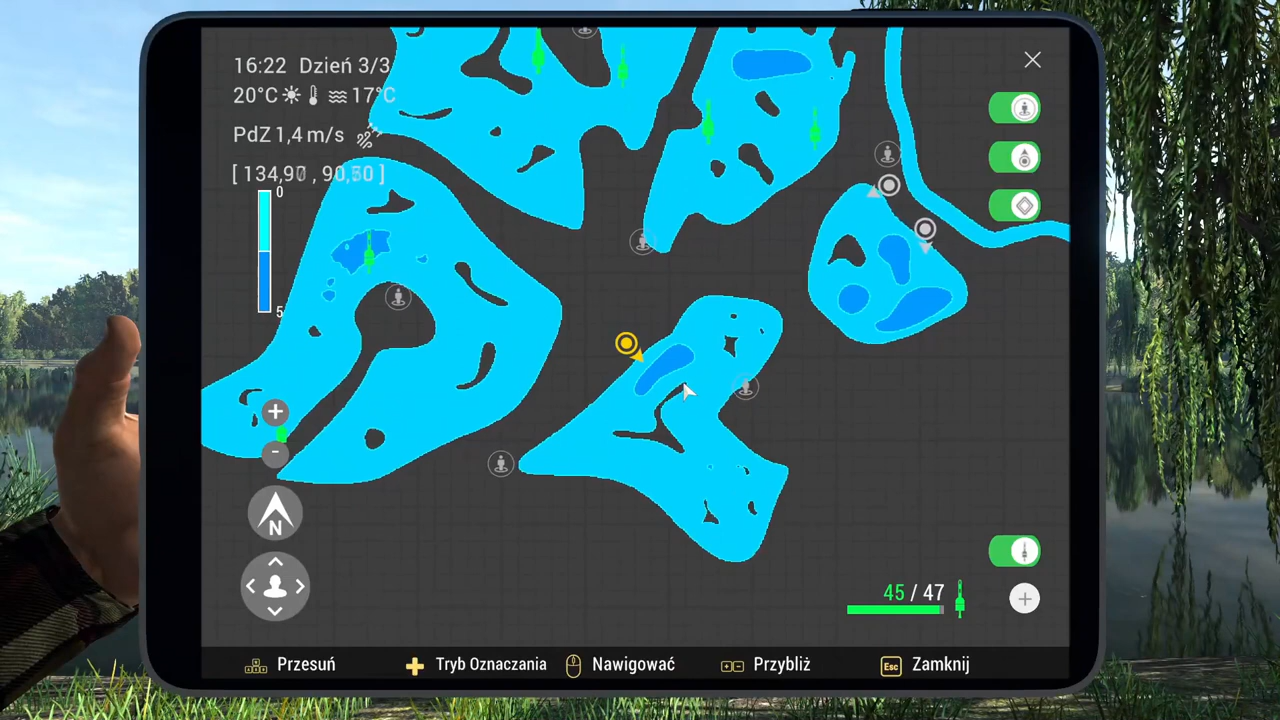 16:22 Dzień 3/3
20°C 17°C
PdZ 1,4 m/s
[ 134,90 , 90,50 ]
0
5
+
-
N
45 / 47
Przesuń
Tryb Oznaczania
Nawigować
Przybliż
Esc Zamknij